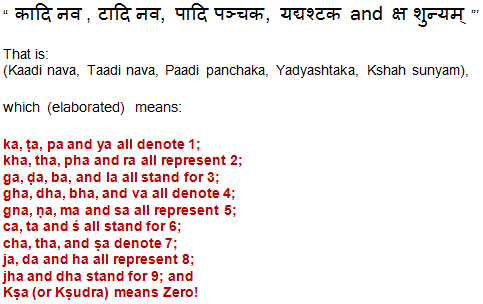 “ कादि नव , टादि नव, पादि पञ्चक, यद्यश्टक and क्ष शुन्यम् ”’
That is:
(Kaadi nava, Taadi nava, Paadi panchaka, Yadyashtaka, Kshah sunyam),
which (elaborated) means:
ka, ṭa, pa and ya all denote 1;
kha, tha, pha and ra all represent 2;
ga, ḍa, ba, and la all stand for 3;
gha, dha, bha, and va all denote 4;
gna, ṇa, ma and sa all represent 5;
ca, ta and ś all stand for 6;
cha, tha, and ṣa denote 7;
ja, da and ha all represent 8;
jha and dha stand for 9; and
Kṣa (or Kṣudra) means Zero!